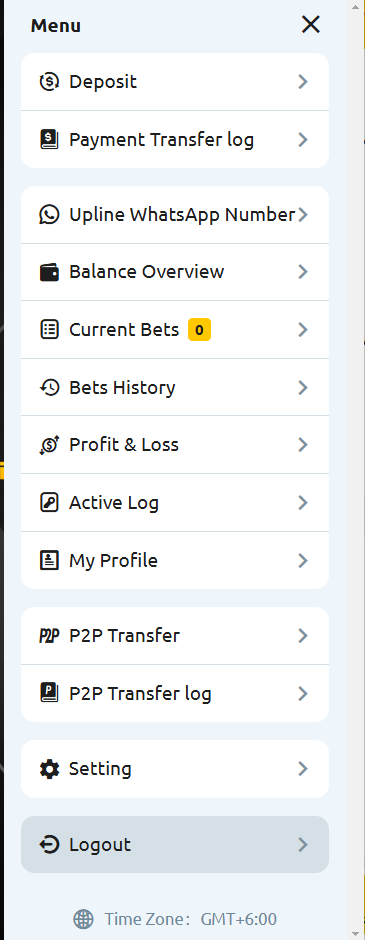 Menu
Deposit
Payment Transfer log
Upline WhatsApp Number
Balance Overview
Current Bets 0
Bets History
Profit & Loss
Active Log
My Profile
P2P P2P Transfer
P P2P Transfer log
Setting
Logout
Time Zone: GMT+6:00